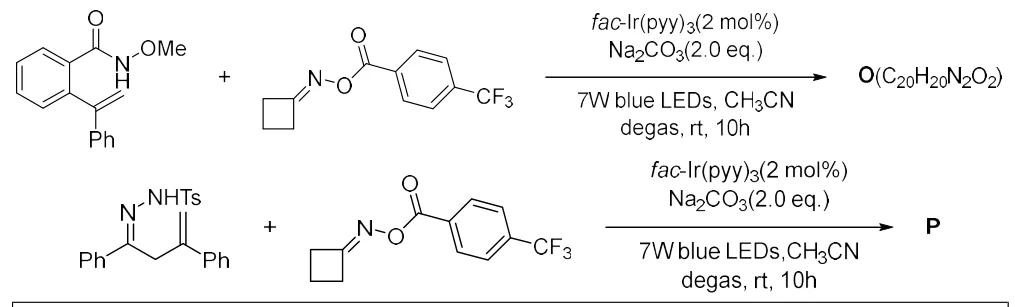 O
N
H
OMe
Ph
+
N
O
O
CF₃
fac-Ir(pyy)₃(2 mol%)
Na₂CO₃(2.0 eq.)
7W blue LEDs, CH₃CN
degas, rt, 10h
O(C₂₀H₂₀N₂O₂)
N
NHTs
Ph
Ph
+
N
O
O
CF₃
fac-Ir(pyy)₃(2 mol%)
Na₂CO₃(2.0 eq.)
7W blue LEDs,CH₃CN
degas, rt, 10h
P